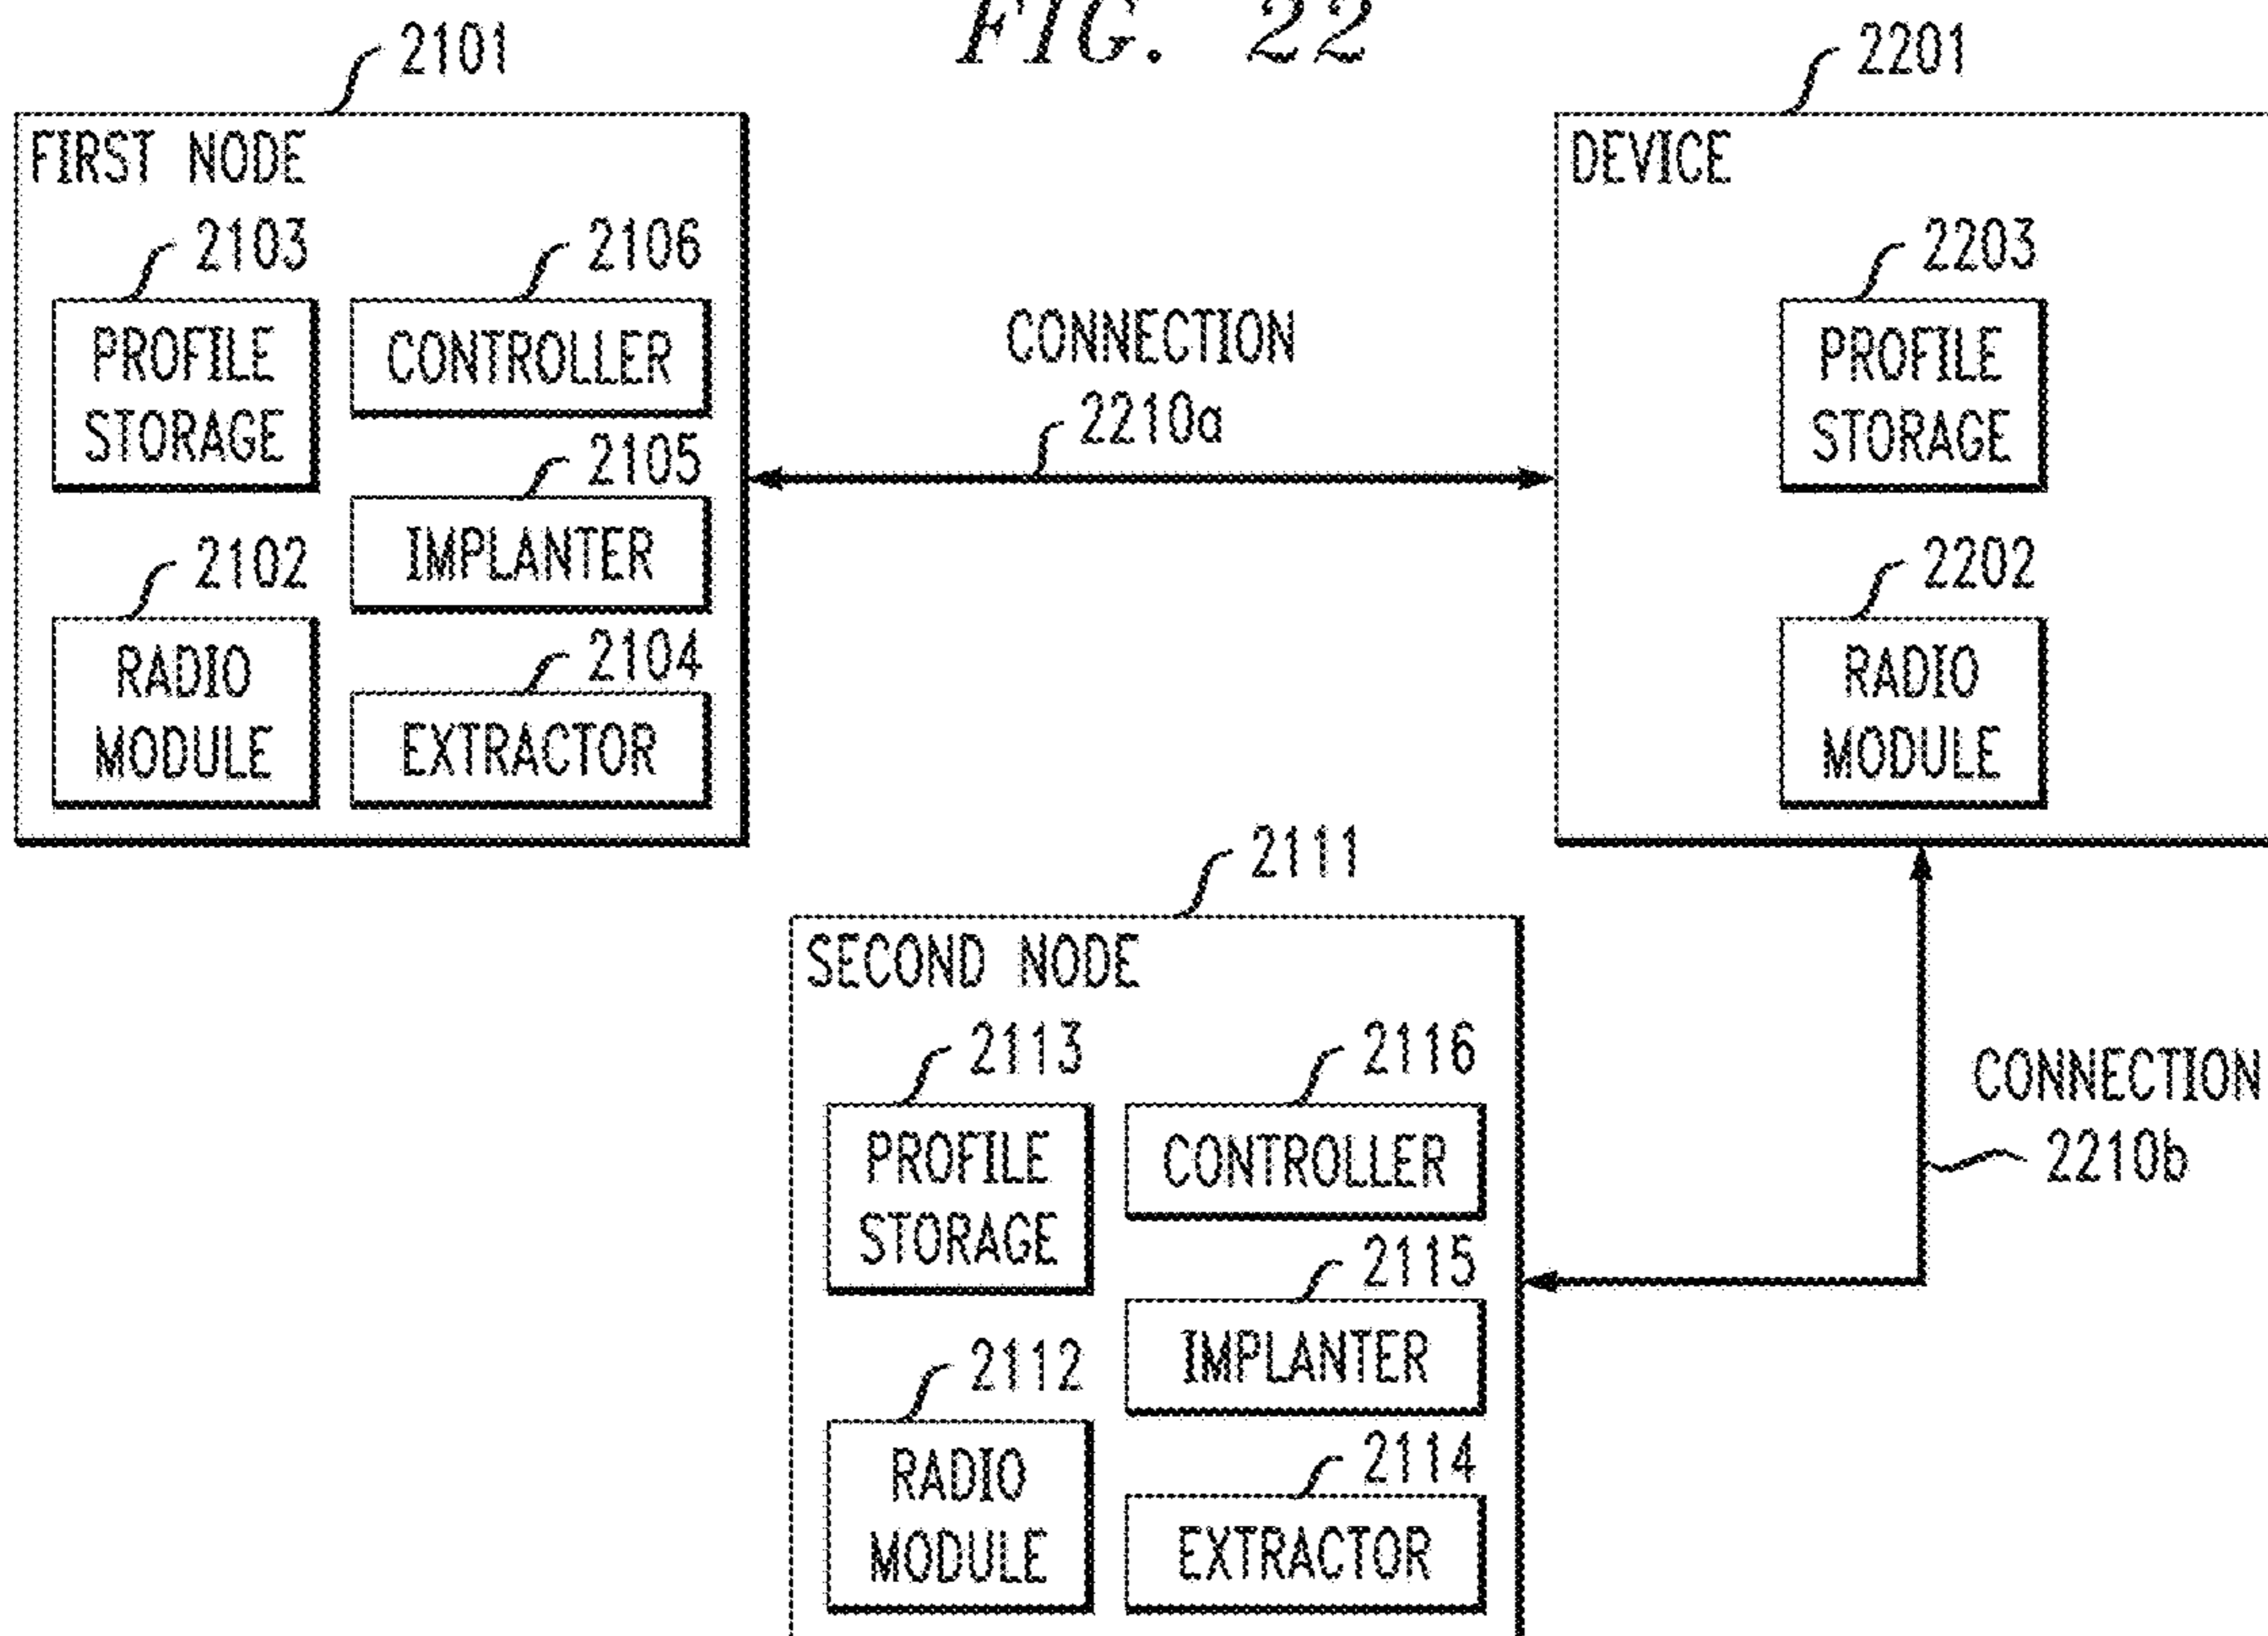 FIG. 22
2101
FIRST NODE
2103
PROFILE
STORAGE
2106
CONTROLLER
2105
IMPLANTER
2102
RADIO
MODULE
2104
EXTRACTOR
CONNECTION
2210a
2201
DEVICE
2203
PROFILE
STORAGE
2202
RADIO
MODULE
2111
SECOND NODE
2113
PROFILE
STORAGE
2116
CONTROLLER
2115
IMPLANTER
2112
RADIO
MODULE
2114
EXTRACTOR
CONNECTION
2210b